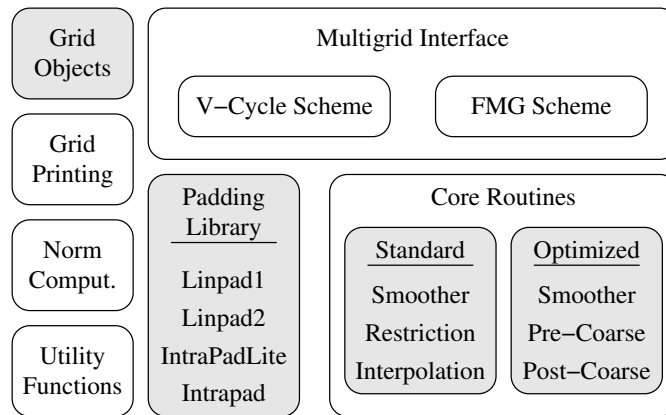 Grid
Objects
Multigrid Interface
V−Cycle Scheme
FMG Scheme
Grid
Printing
Norm
Comput.
Utility
Functions
Padding
Library
Linpad1
Linpad2
IntraPadLite
Intrapad
Core Routines
Standard
Smoother
Restriction
Interpolation
Optimized
Smoother
Pre−Coarse
Post−Coarse